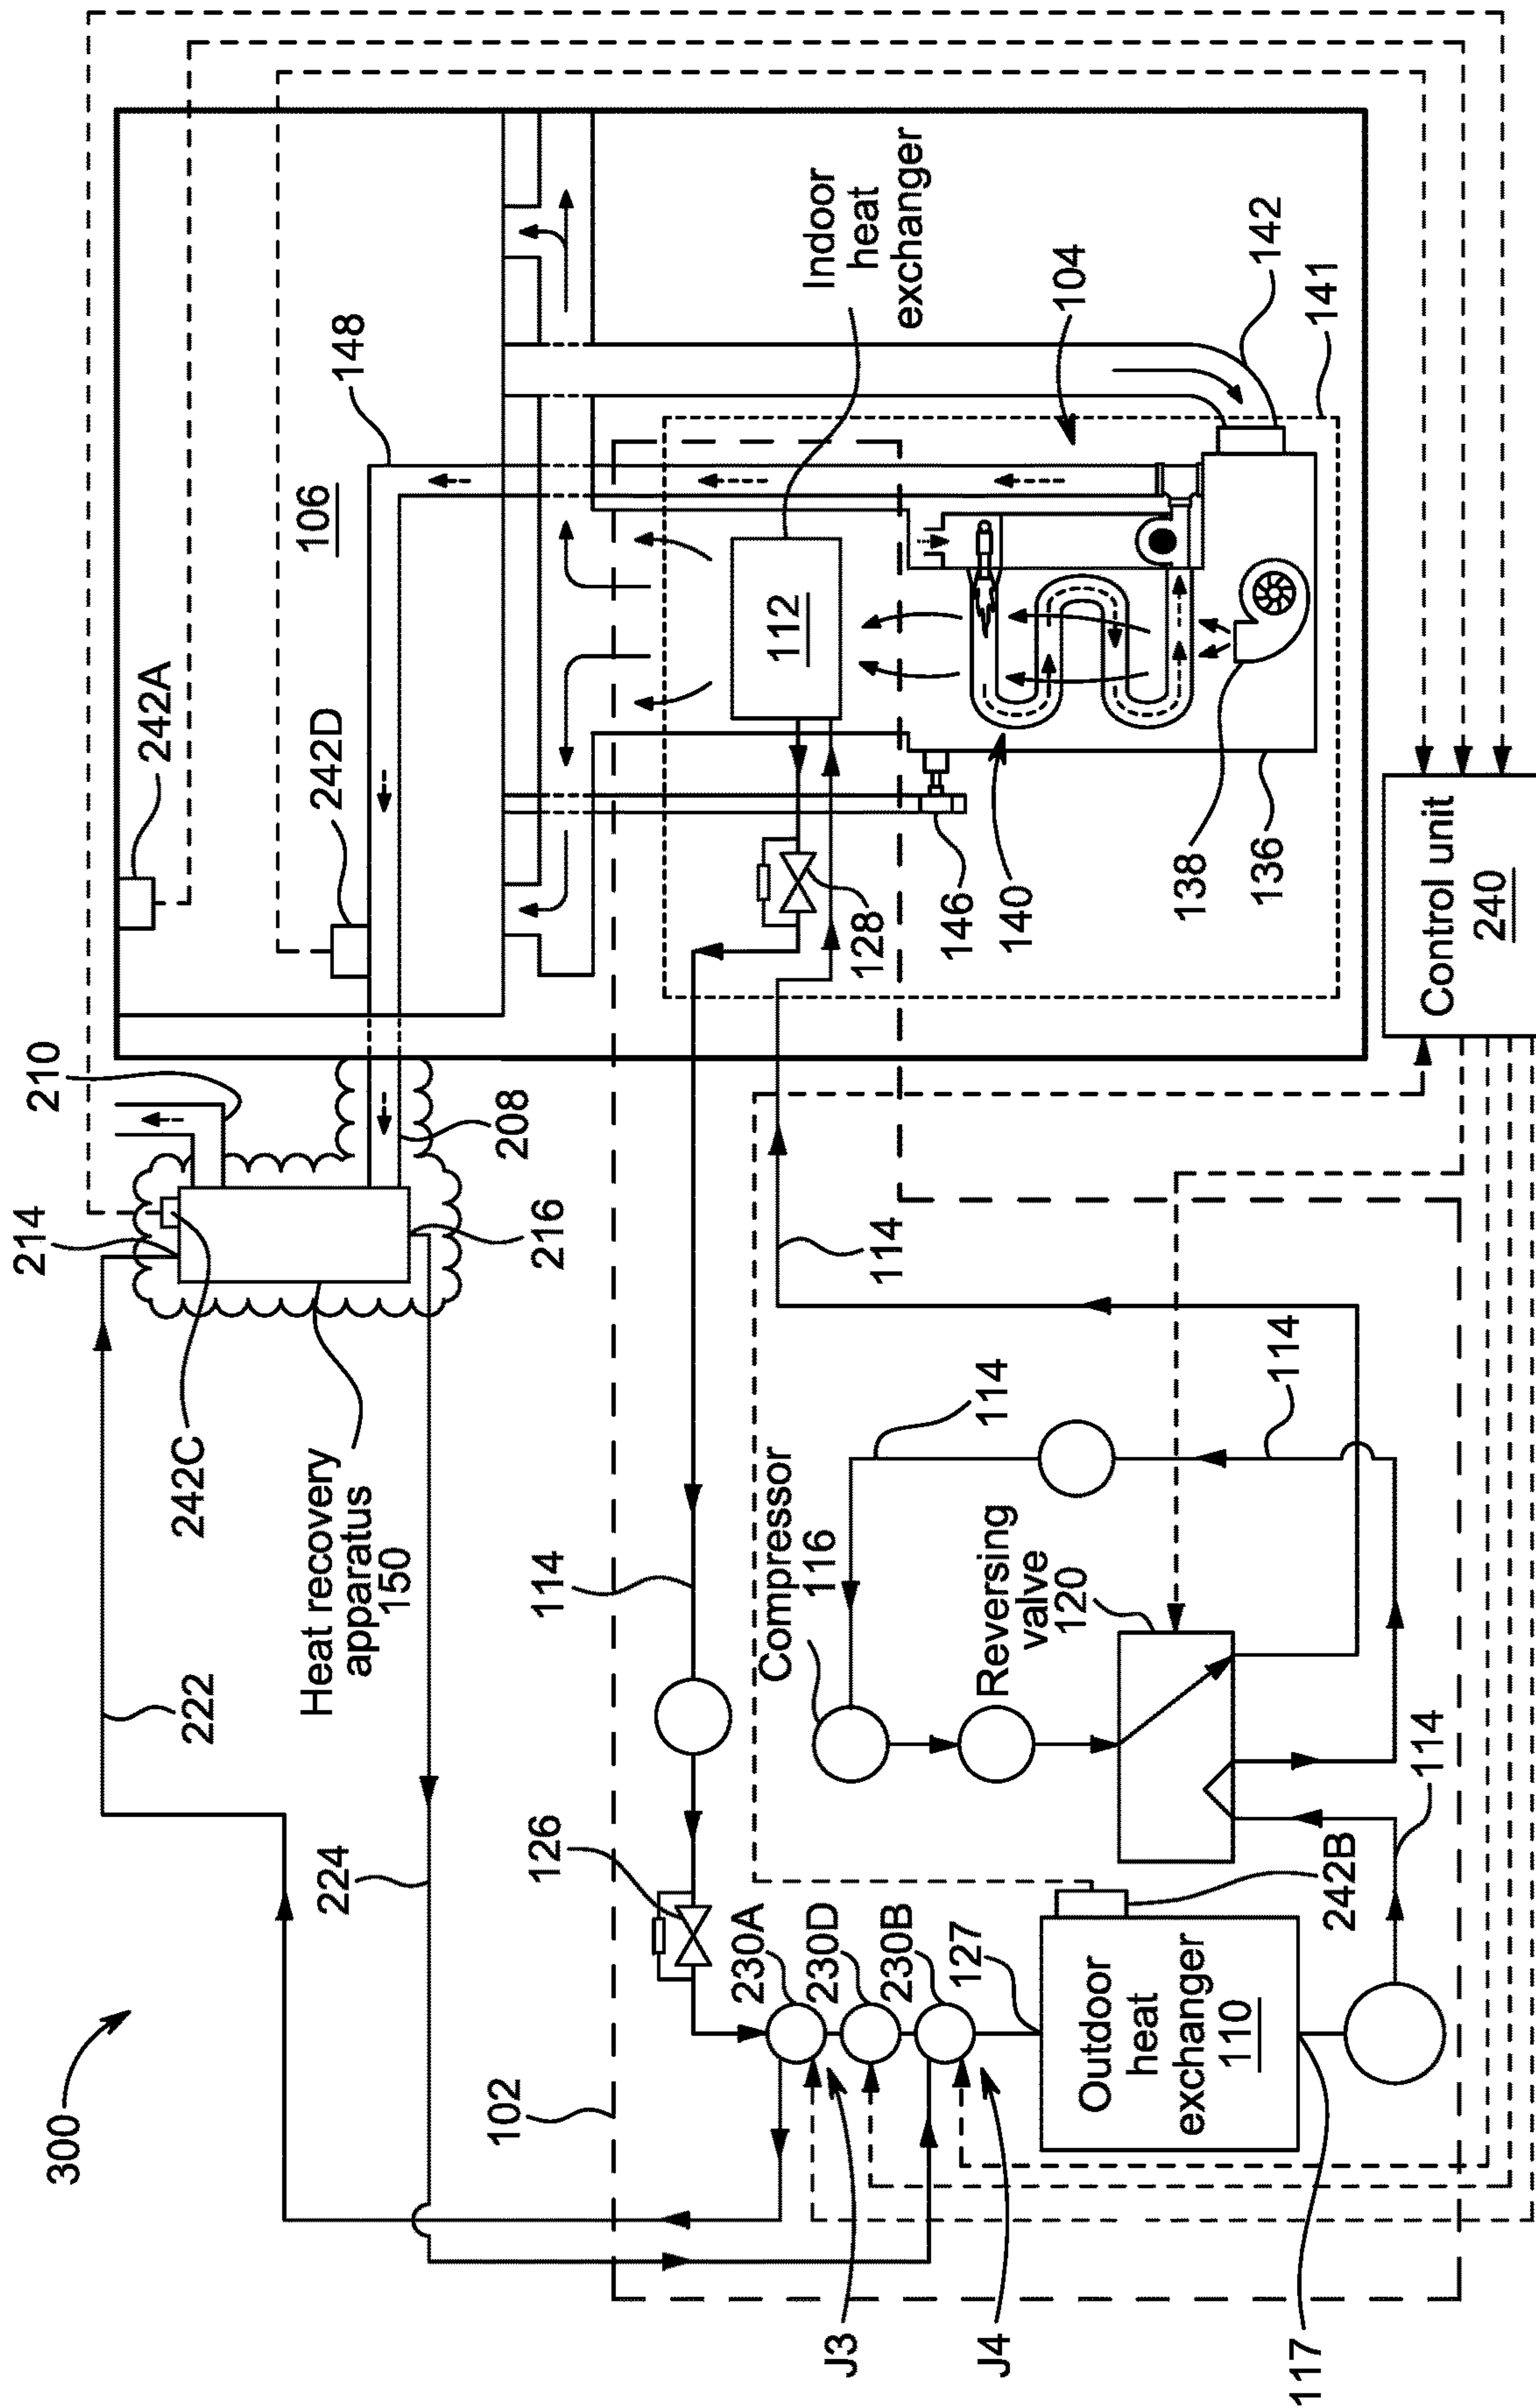 300
222
224
214
210
242C
Heat recovery
apparatus
150
216
208
242A
242D
106
148
102
126
114
230A
230D
230B
J3
J4
127
117
Outdoor
heat
exchanger
110
242B
Compressor
116
Reversing
valve
120
114
114
114
114
128
146
140
138
136
112
Indoor
heat
exchanger
104
142
141
Control unit
240